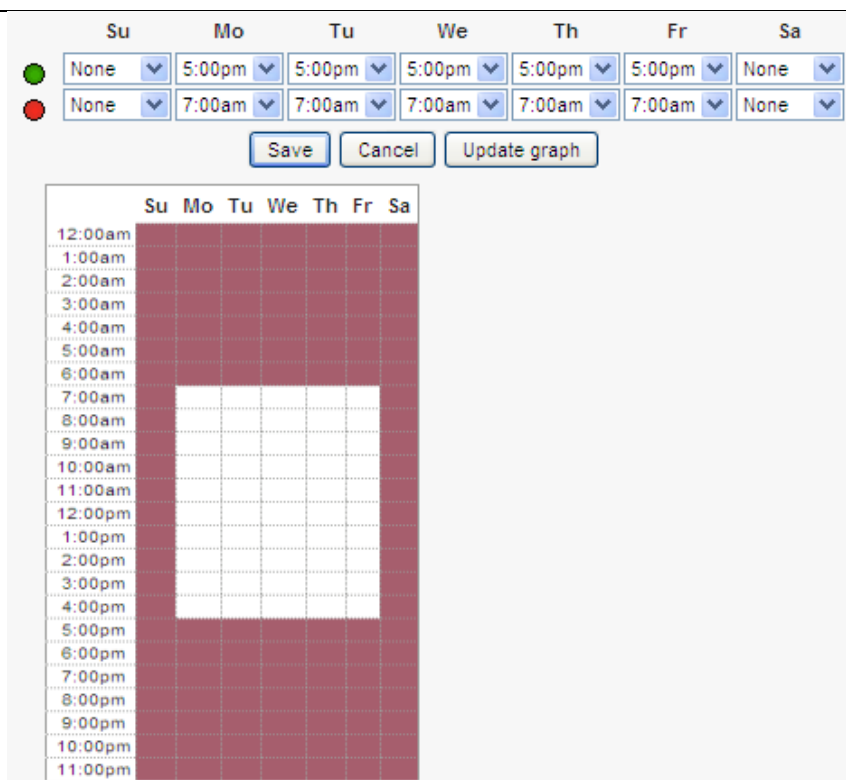 Su Mo Tu We Th Fr Sa
None 5:00pm 5:00pm 5:00pm 5:00pm 5:00pm None
None 7:00am 7:00am 7:00am 7:00am 7:00am None
Save Cancel Update graph
Su Mo Tu We Th Fr Sa
12:00am
1:00am
2:00am
3:00am
4:00am
5:00am
6:00am
7:00am
8:00am
9:00am
10:00am
11:00am
12:00pm
1:00pm
2:00pm
3:00pm
4:00pm
5:00pm
6:00pm
7:00pm
8:00pm
9:00pm
10:00pm
11:00pm